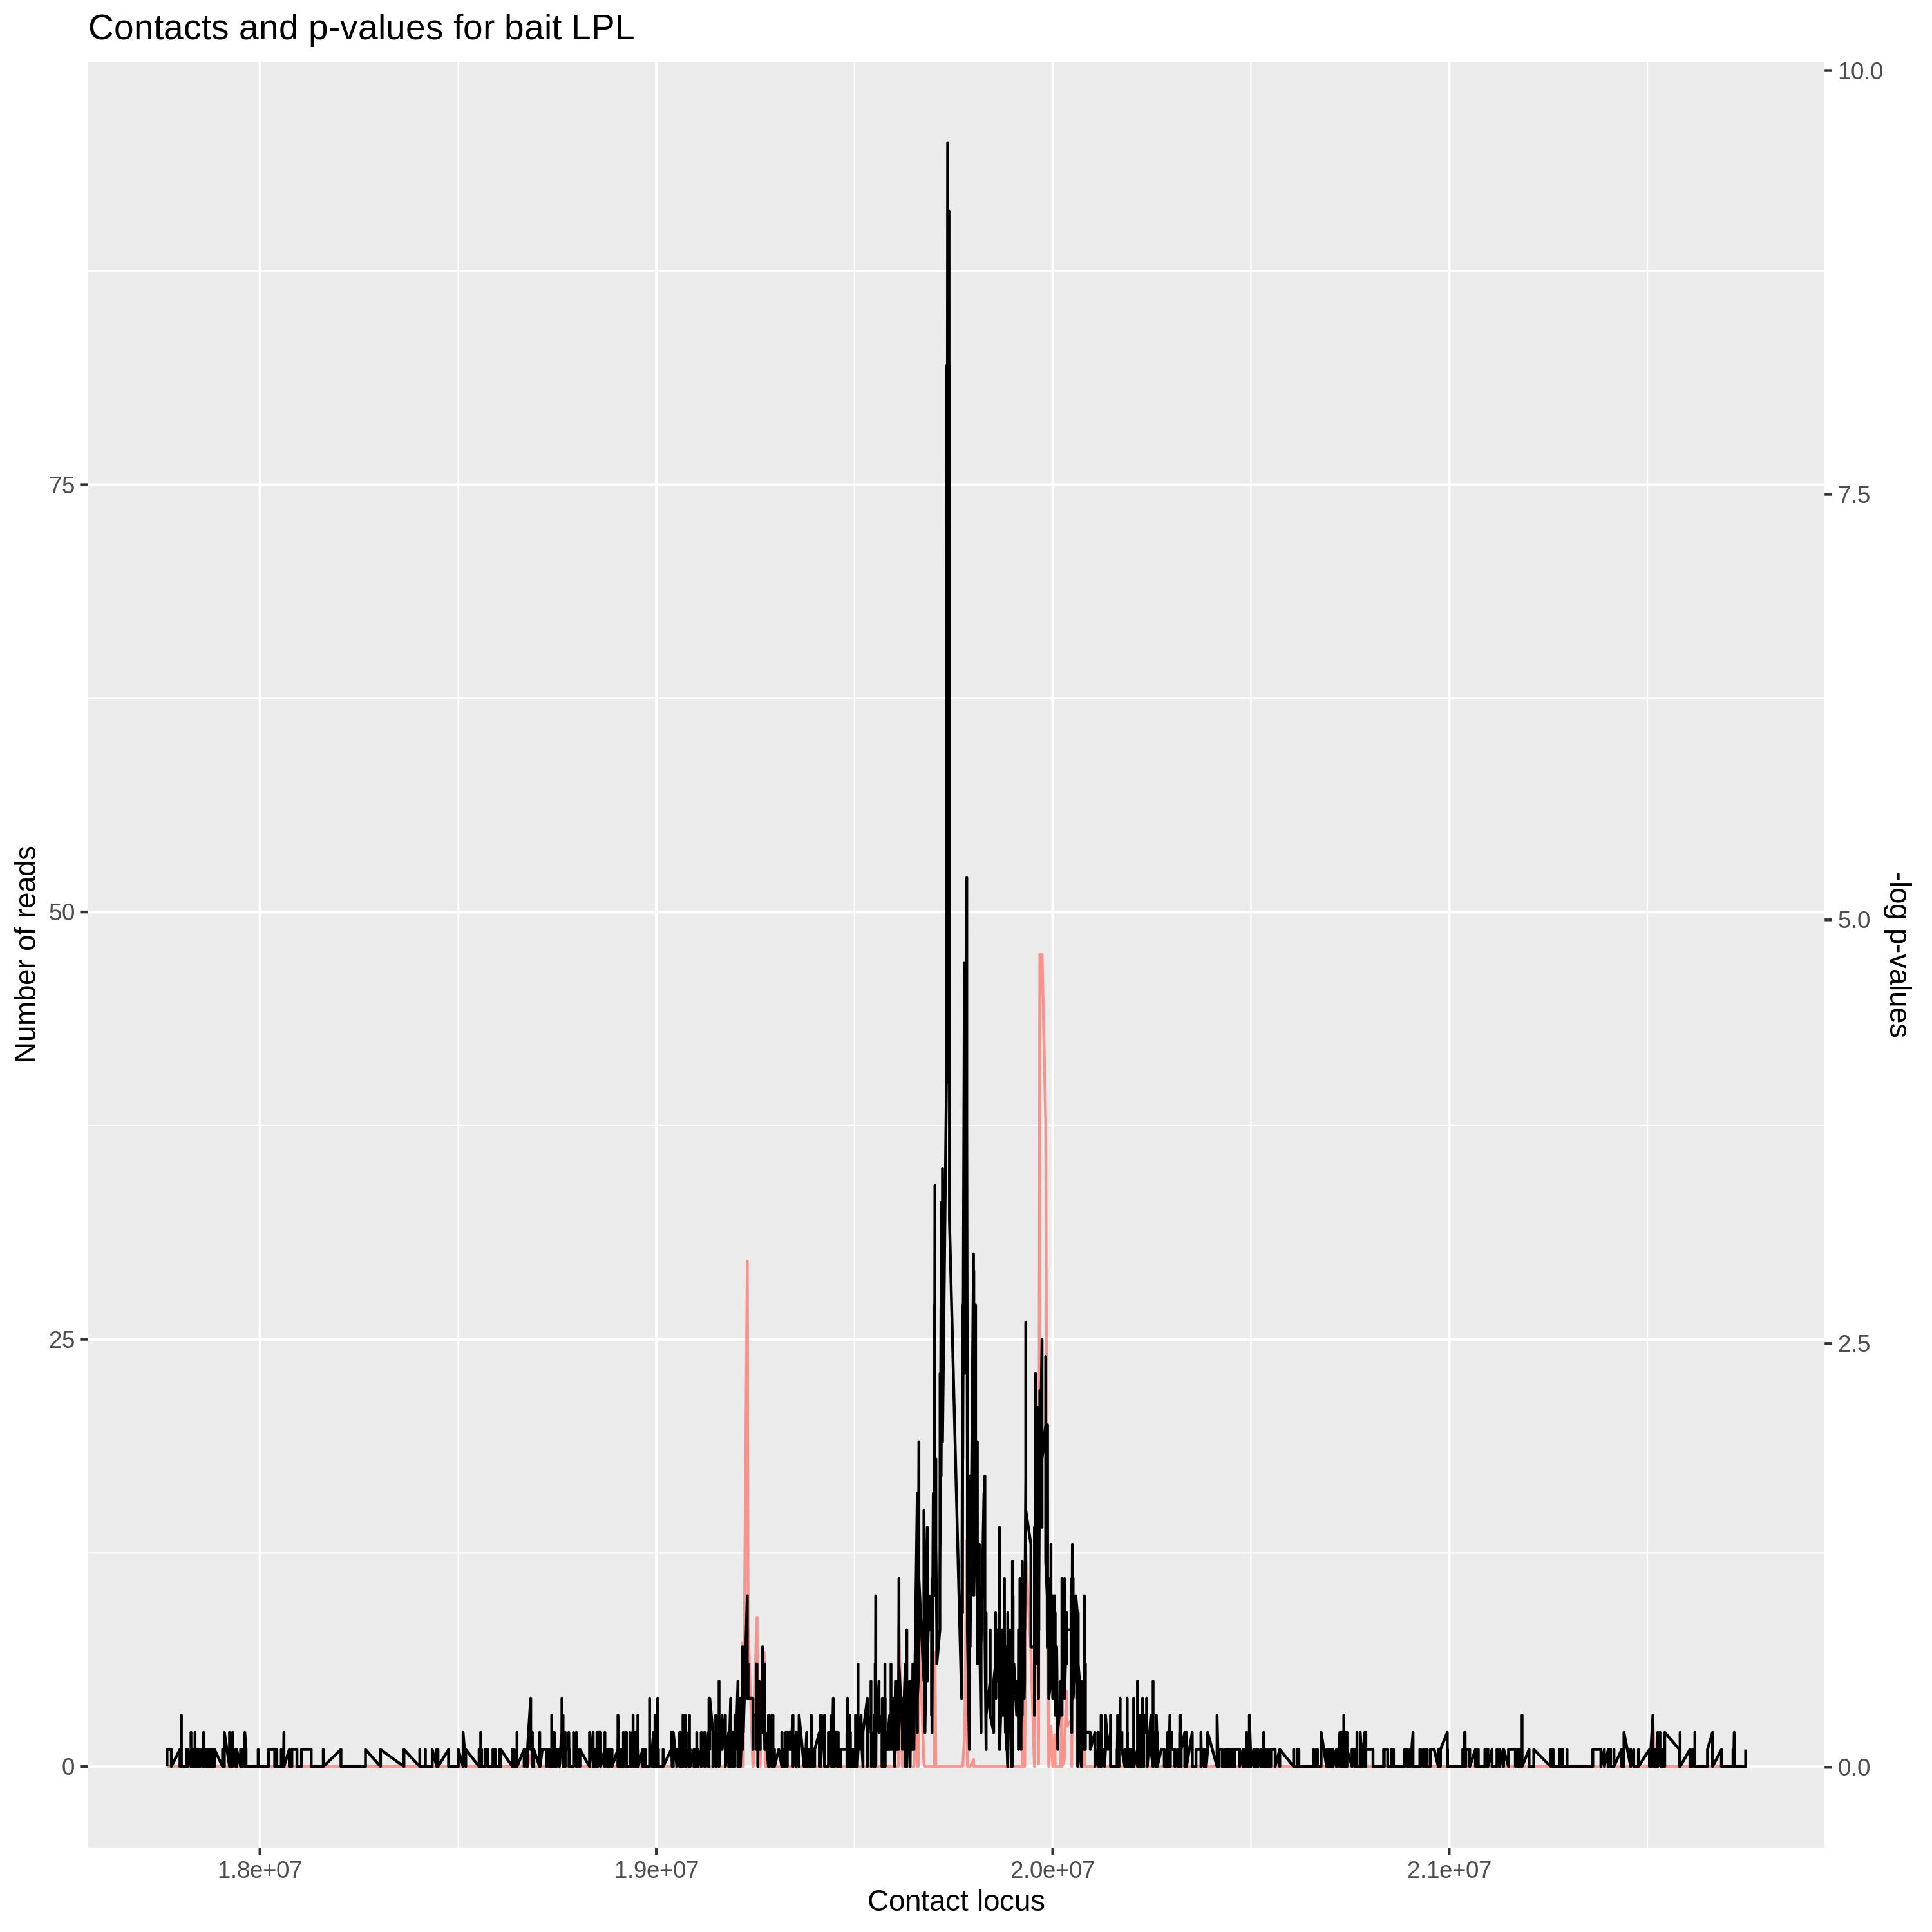 Contacts and p-values for bait LPL
10.0
75
7.5
Number of reads
50
5.0
-log p-values
25
2.5
0
0.0
1.8e+07
1.9e+07
2.0e+07
2.1e+07
Contact locus